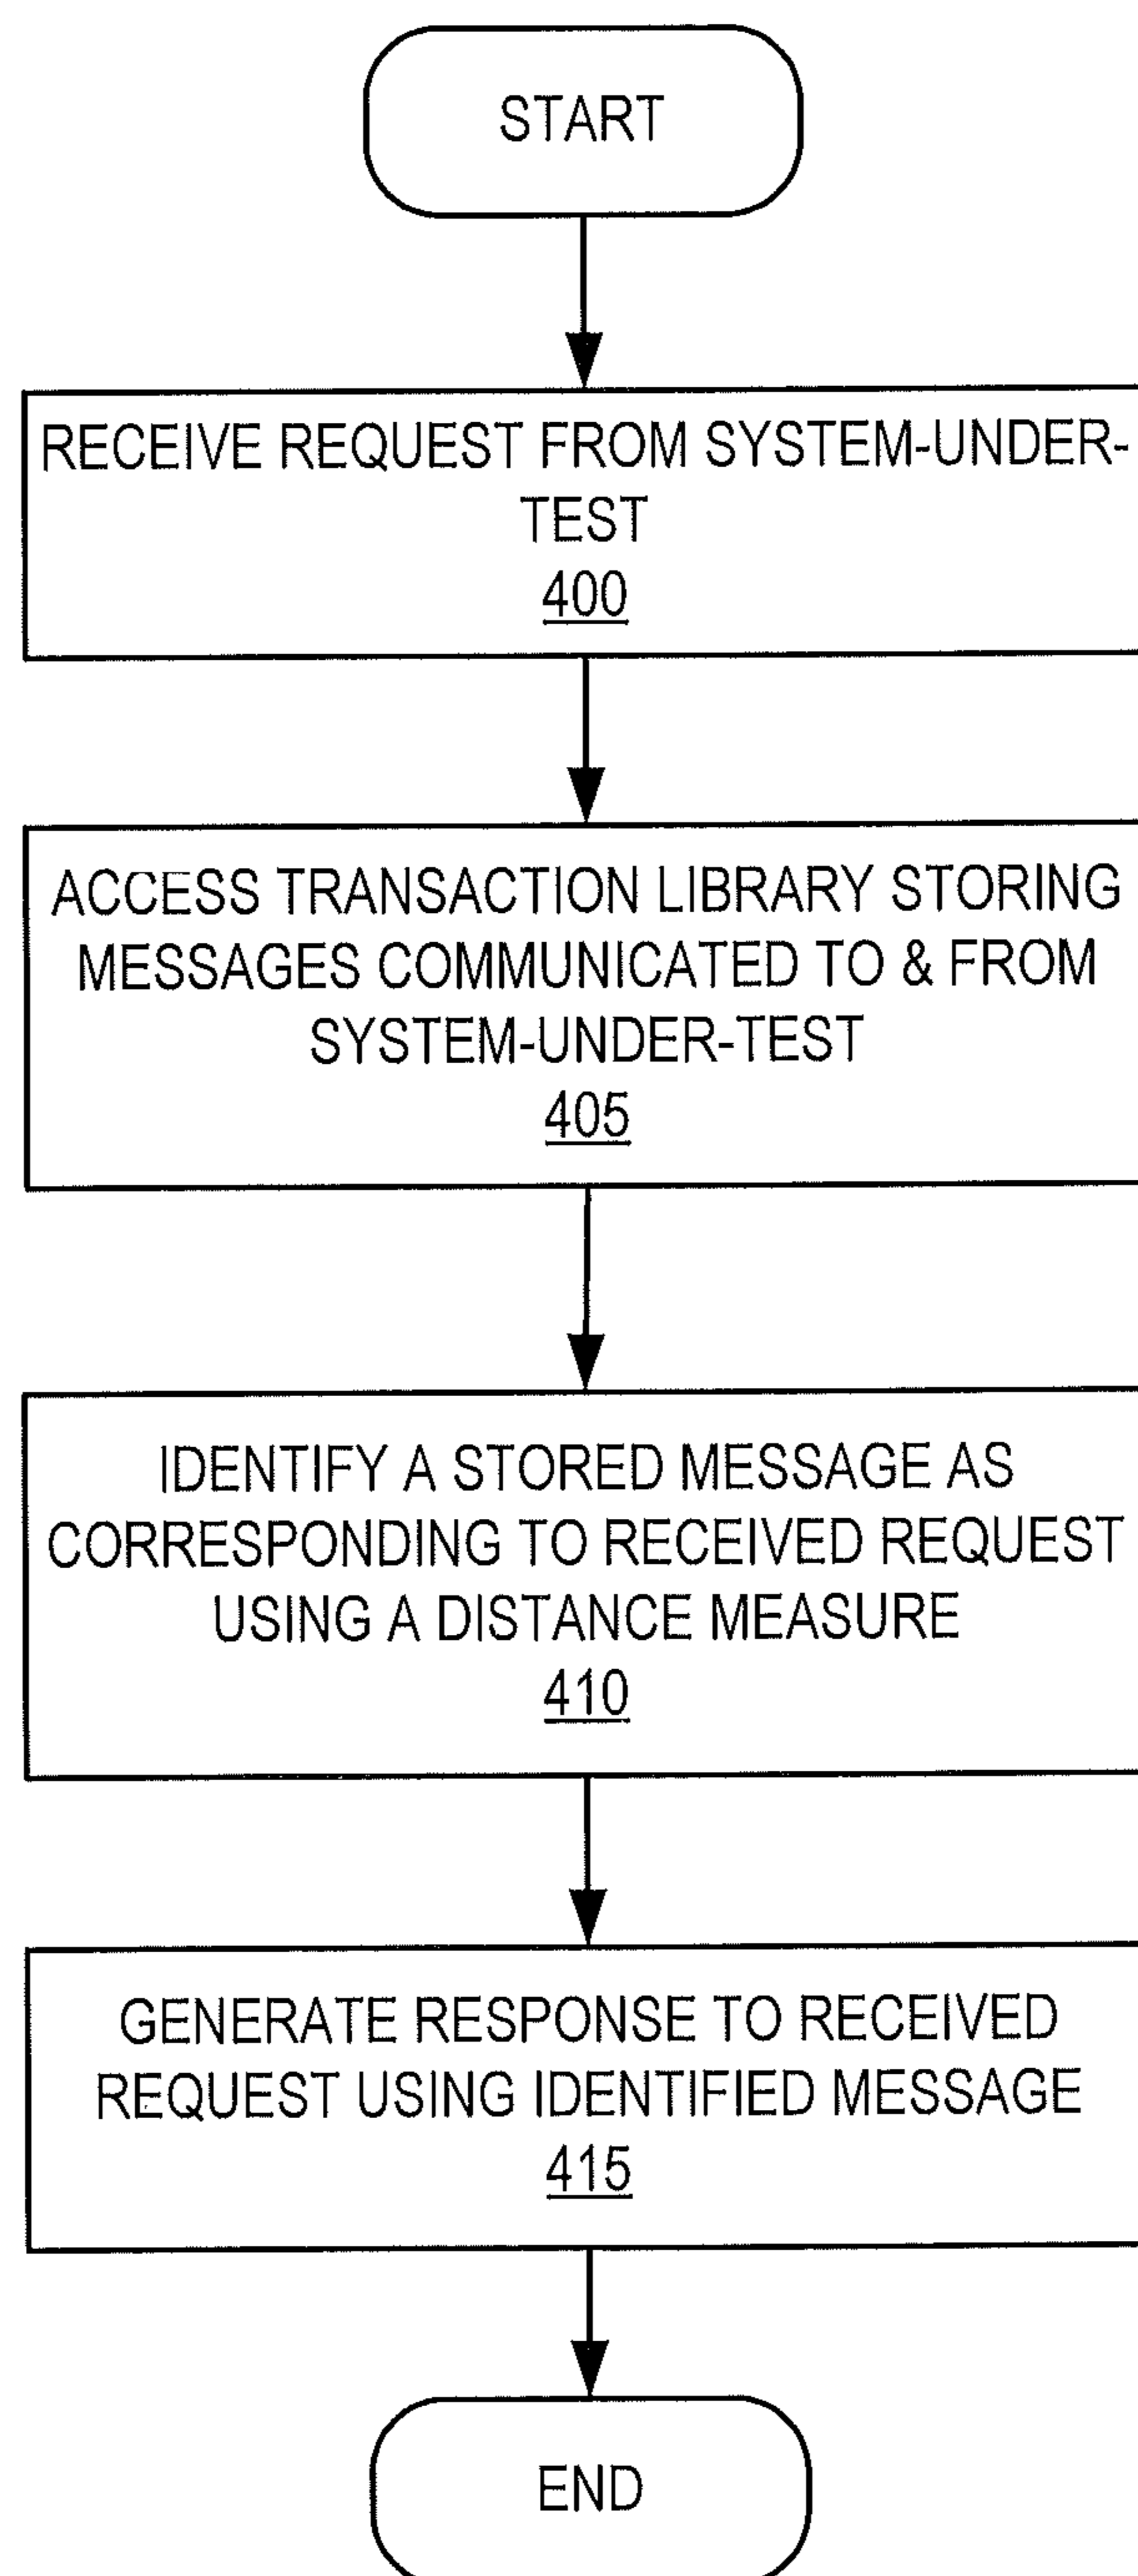 START
RECEIVE REQUEST FROM SYSTEM-UNDER-
TEST
400
ACCESS TRANSACTION LIBRARY STORING
MESSAGES COMMUNICATED TO & FROM
SYSTEM-UNDER-TEST
405
IDENTIFY A STORED MESSAGE AS
CORRESPONDING TO RECEIVED REQUEST
USING A DISTANCE MEASURE
410
GENERATE RESPONSE TO RECEIVED
REQUEST USING IDENTIFIED MESSAGE
415
END